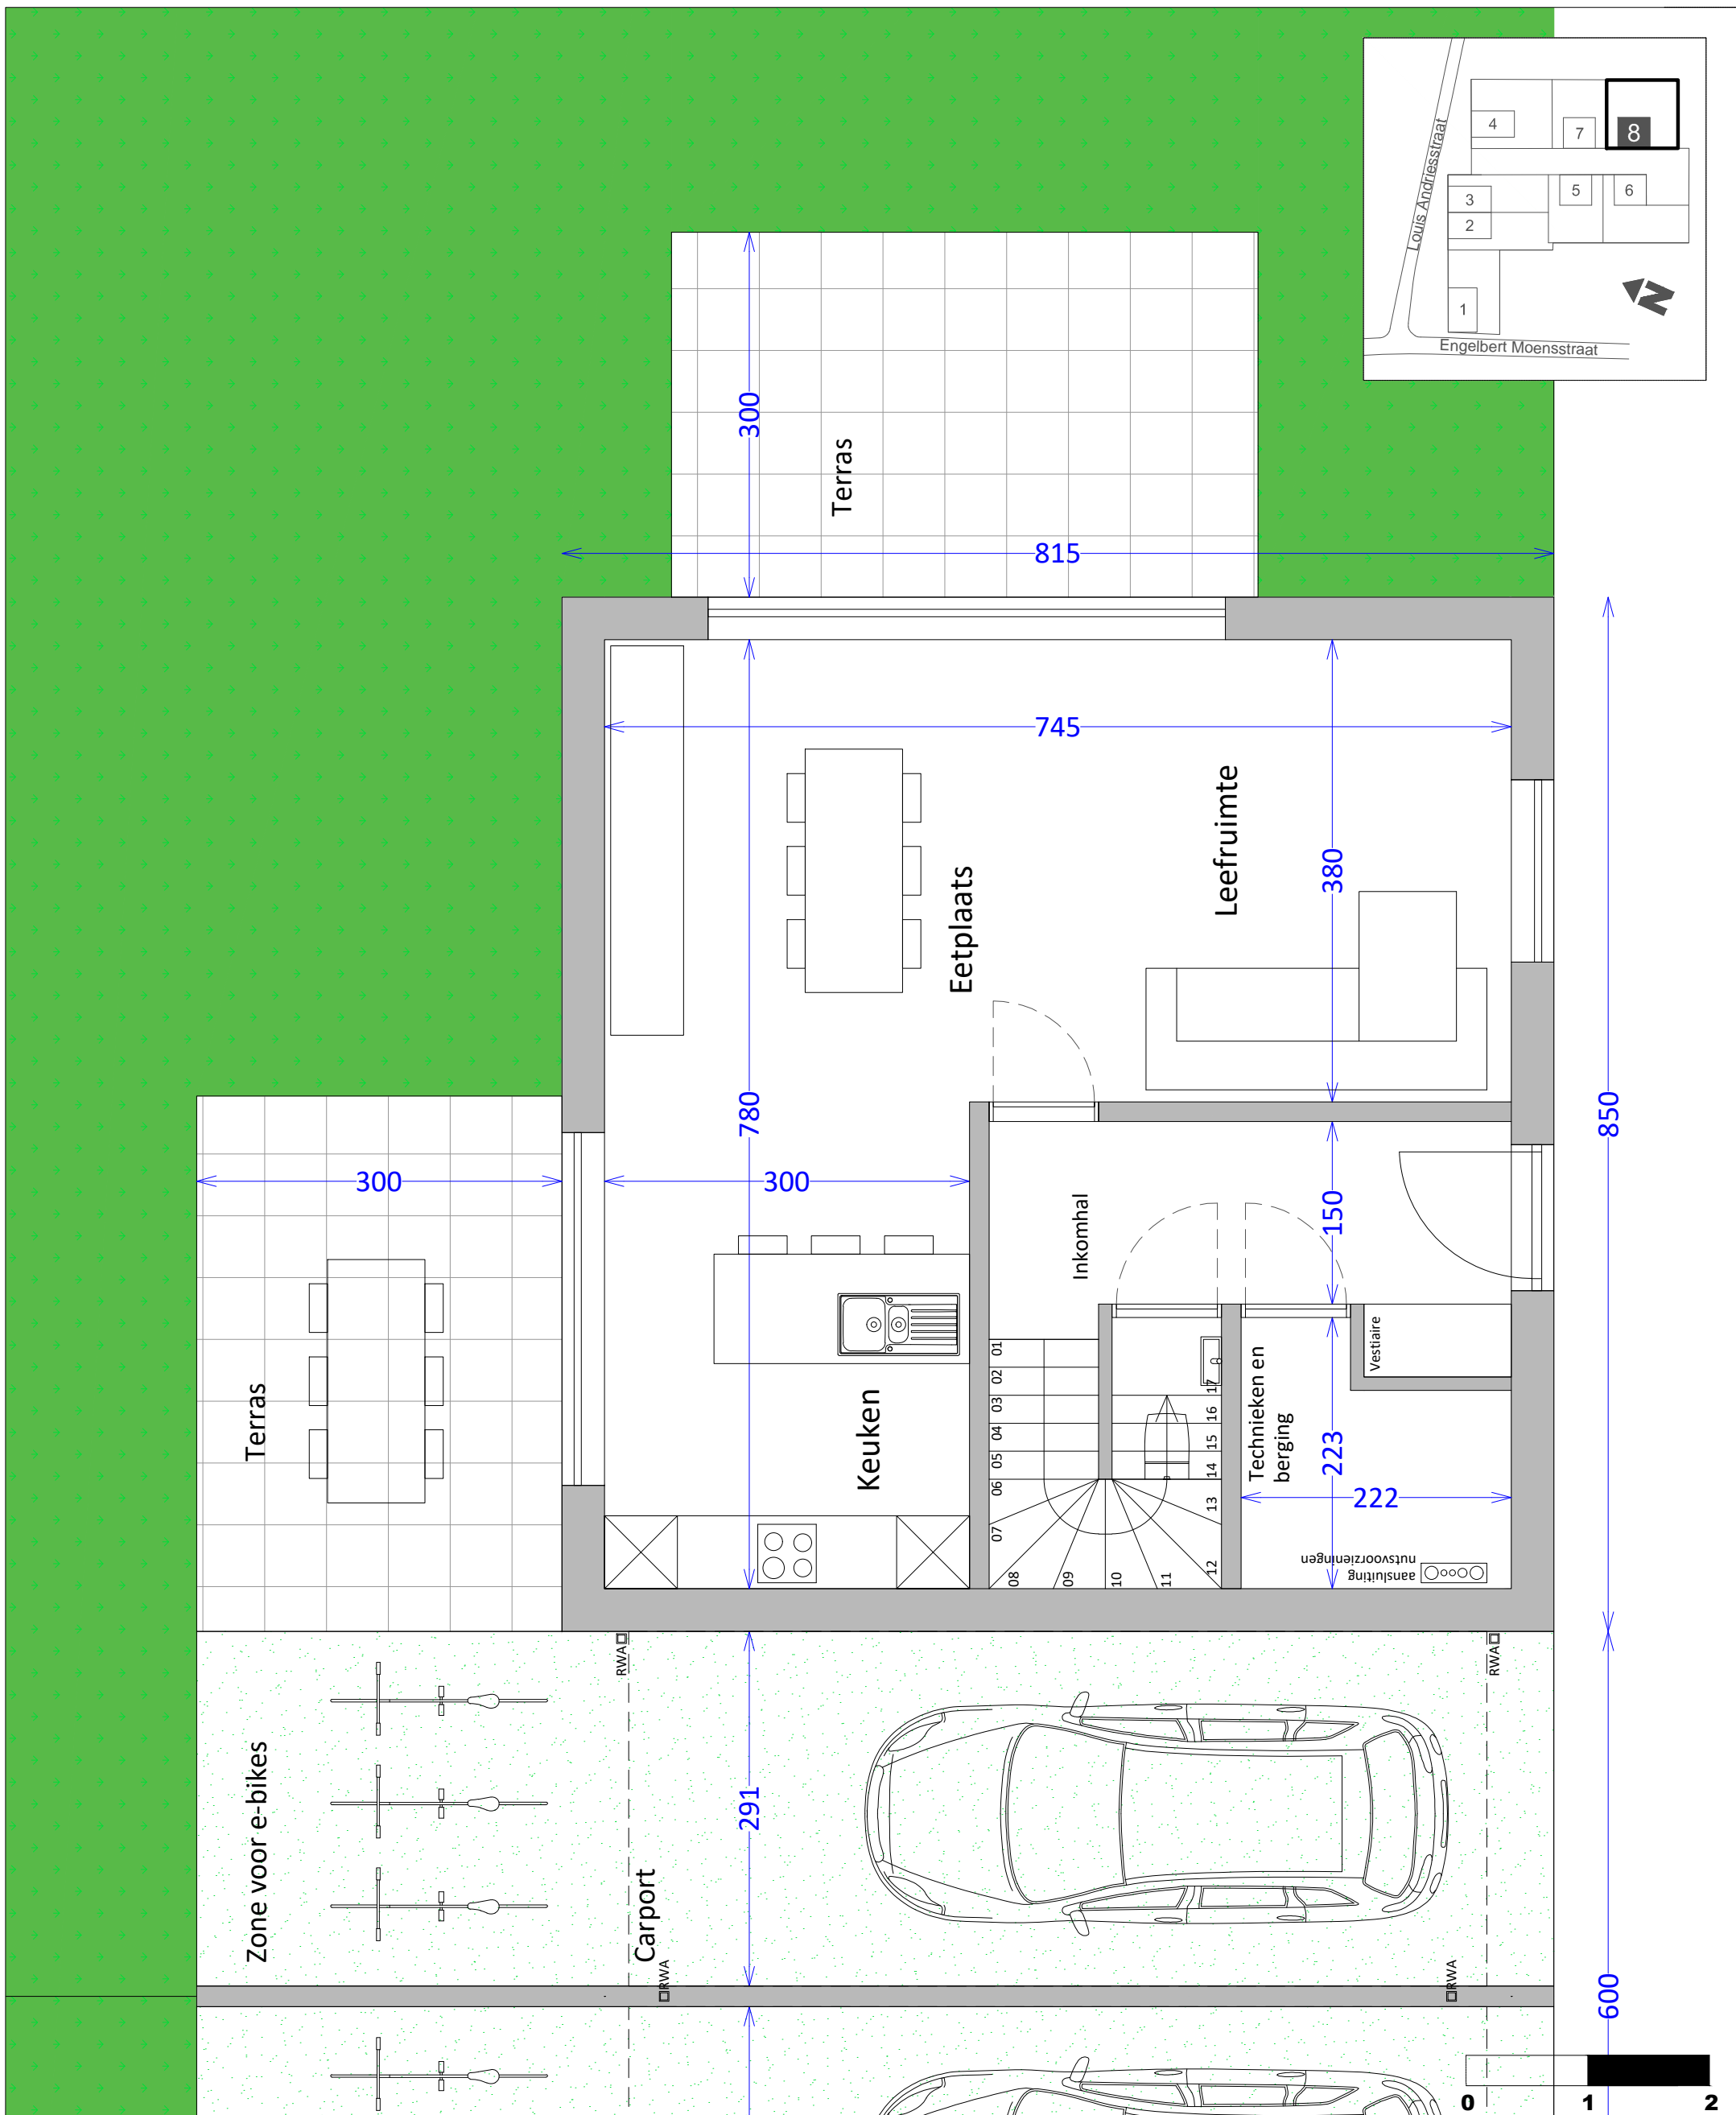 Louis Andriesstraat
4
7
8
3
2
5
6
1
N
Engelbert Moensstraat
300
Terras
815
745
Leefruimte
380
Eetplaats
780
850
300
300
Inkomhal
150
Terras
Keuken
01
02
03
04
05
06
07
08
09
10
11
12
13
14
15
16
17
Technieken en
berging
Vestiaire
223
222
aansluiting
nutsvoorzieningen
RWA
RWA
Zone voor e-bikes
Carport
291
RWA
RWA
600
0 1 2